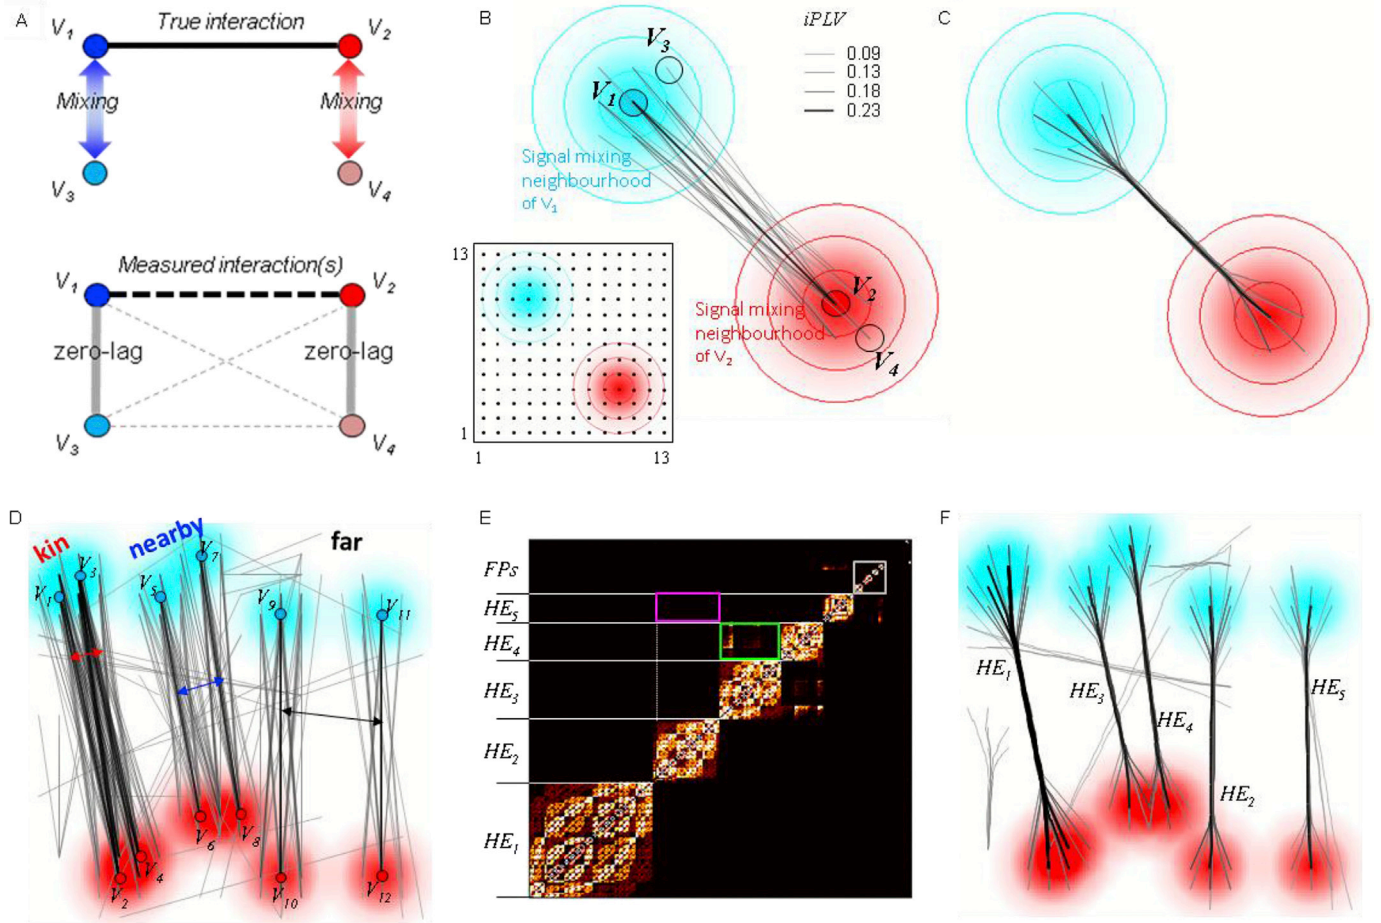 A
V1 True interaction V2
Mixing Mixing
V3 V4
Measured interaction(s)
V1 V2
zero-lag zero-lag
V3 V4
B
iPLV
0.09
0.13
0.18
0.23
V3
V1
Signal mixing
neighbourhood
of V1
V2
Signal mixing
neighbourhood
of V2
V4
13
1
1 13
C
D
kin nearby far
V1 V3 V5 V7 V9 V11
V2 V4 V6 V8 V10 V12
E
FPs
HE5
HE4
HE3
HE2
HE1
F
HE1 HE3 HE4 HE2 HE5